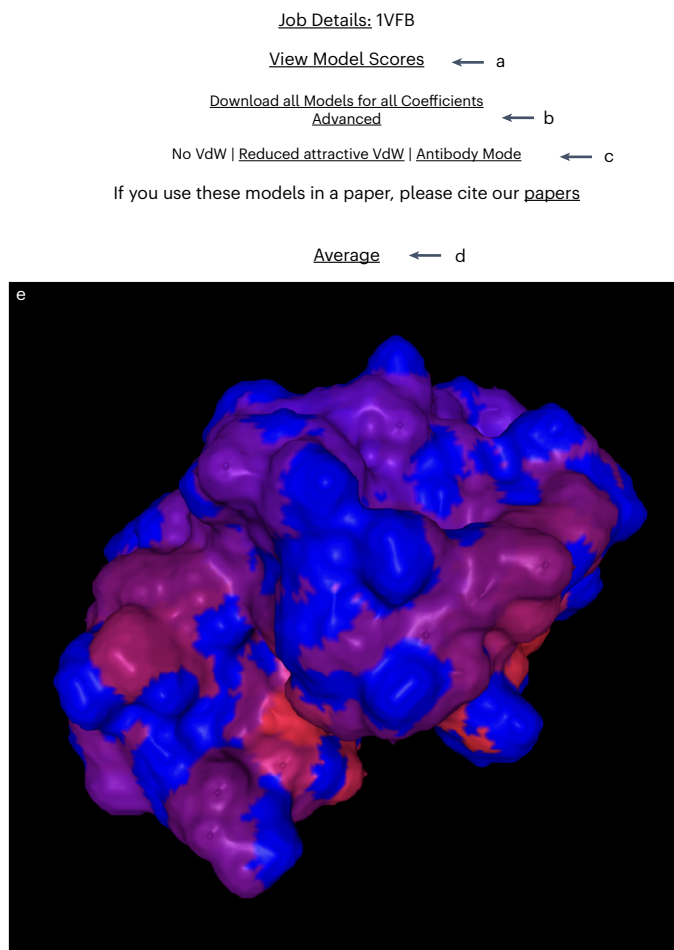 Job Details: 1VFB
View Model Scores a
Download all Models for all Coefficients
Advanced b
No VdW | Reduced attractive VdW | Antibody Mode c
If you use these models in a paper, please cite our papers
Average d
e